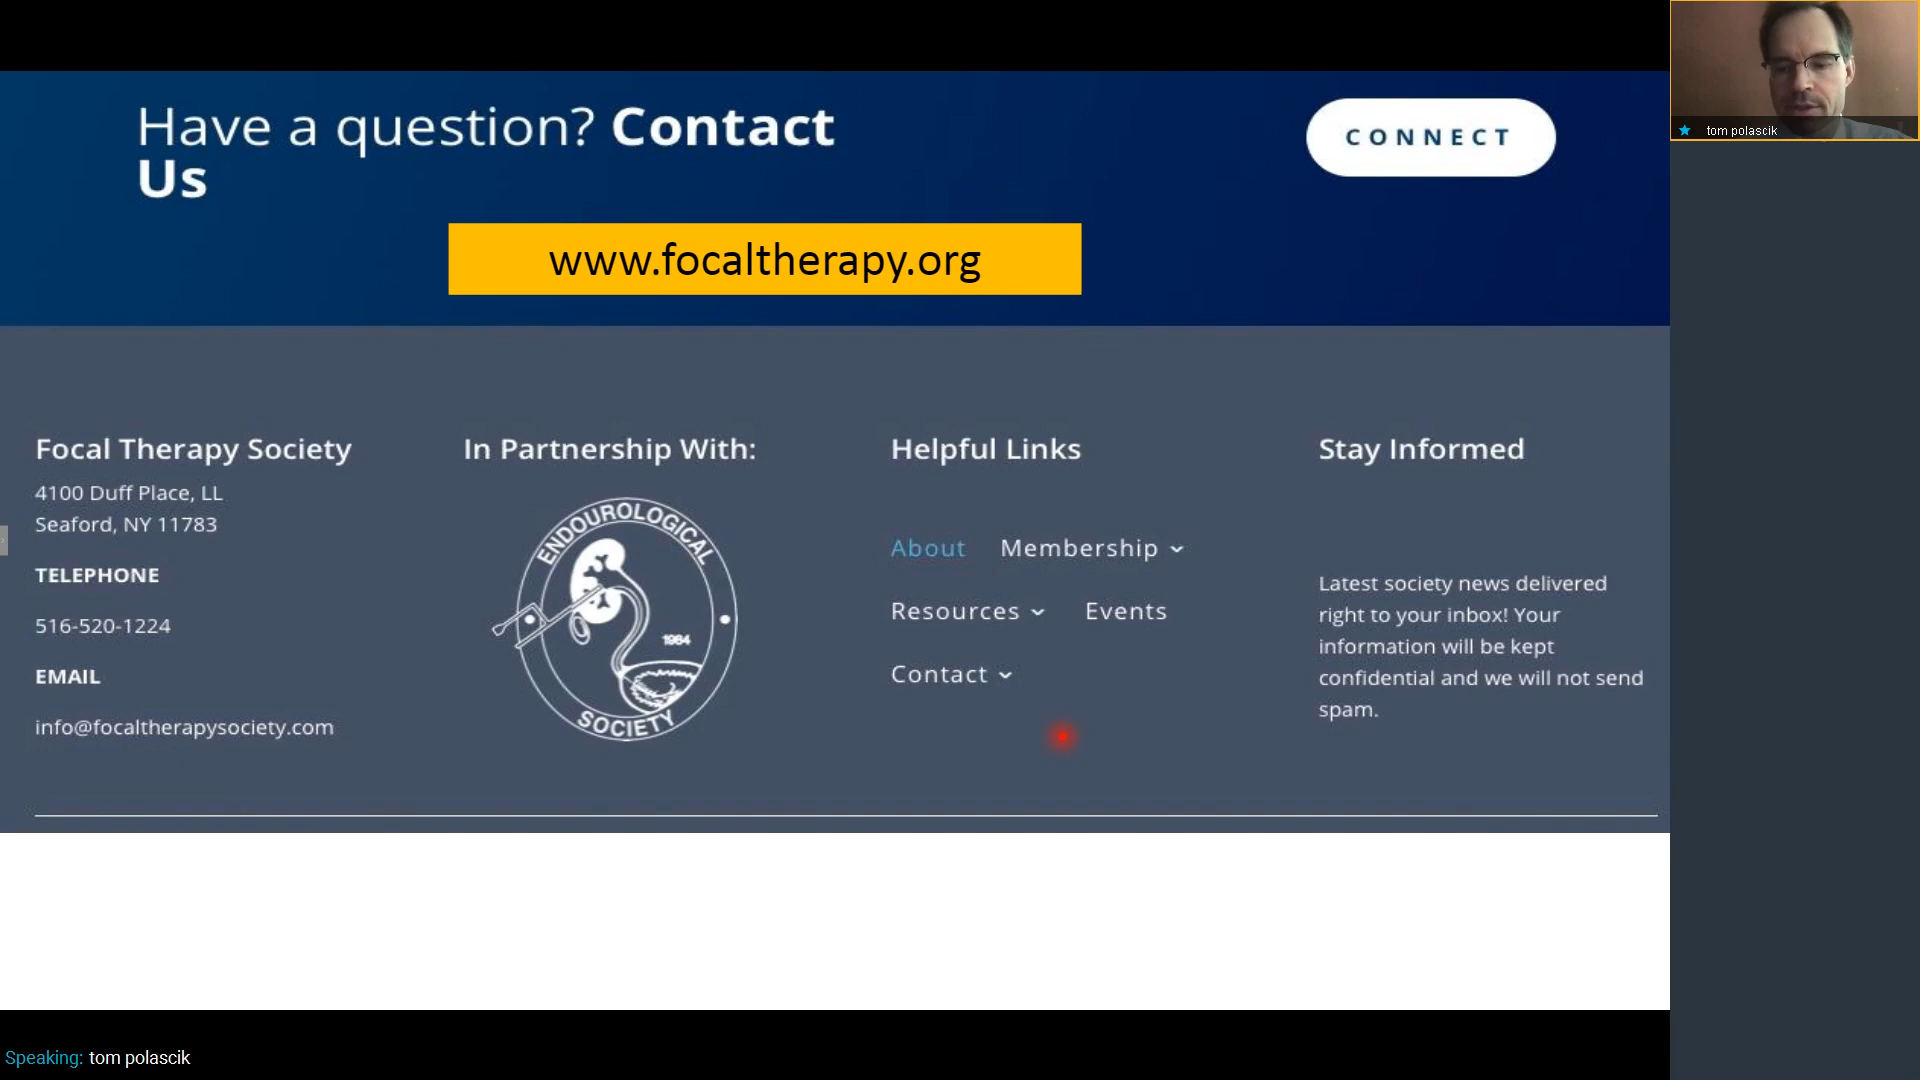 Have a question? Contact
Us
CONNECT
www.focaltherapy.org
Focal Therapy Society
4100 Duff Place, LL
Seaford, NY 11783
TELEPHONE
516-520-1224
EMAIL
info@focaltherapysociety.com
In Partnership With:
ENDOUROLOGICAL
1984
SOCIETY
Helpful Links
About Membership
Resources Events
Contact
Stay Informed
Latest society news delivered
right to your inbox! Your
information will be kept
confidential and we will not send
spam.
tom polascik
Speaking: tom polascik